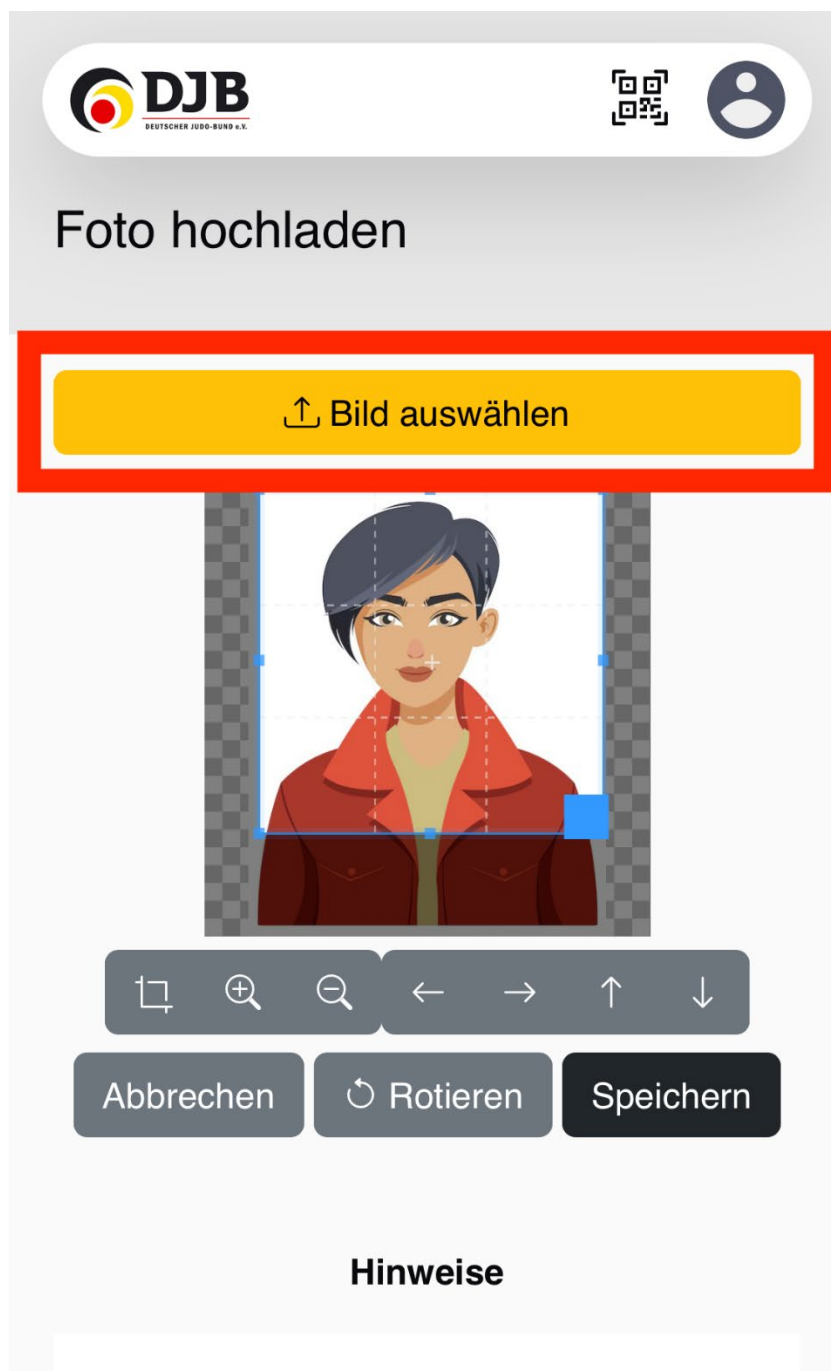 DJB
DEUTSCHER JUDO-BUND e.V.
Foto hochladen
Bild auswählen
Abbrechen
Rotieren
Speichern
Hinweise